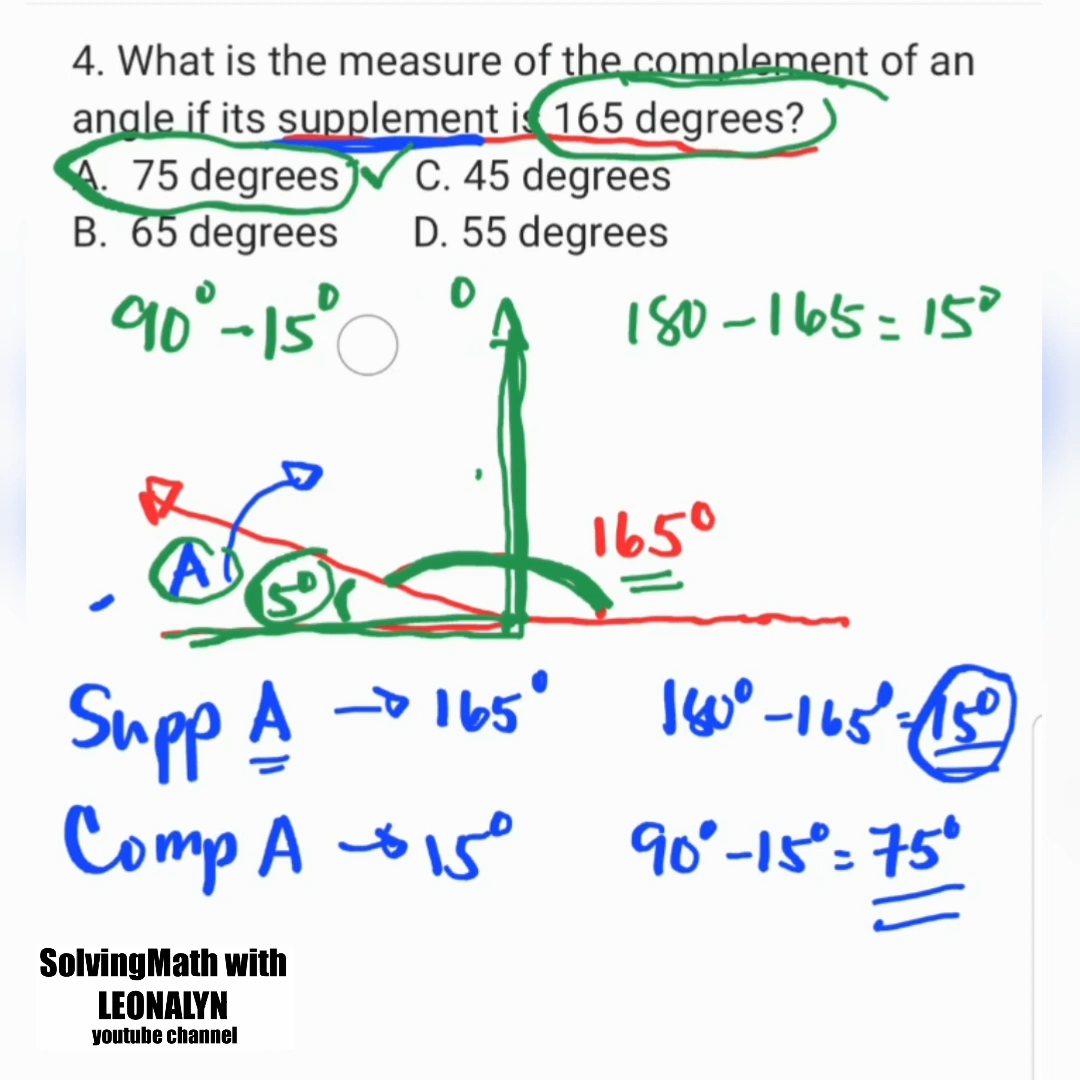 4. What is the measure of the complement of an
angle if its supplement is 165 degrees?
A. 75 degrees C. 45 degrees
B. 65 degrees D. 55 degrees
90° - 15° 0 180 - 165 = 15°
165°
A
15°
Supp A → 165° 180° - 165° = 15°
Comp A → 15° 90° - 15° = 75°
SolvingMath with
LEONALYN
youtube channel